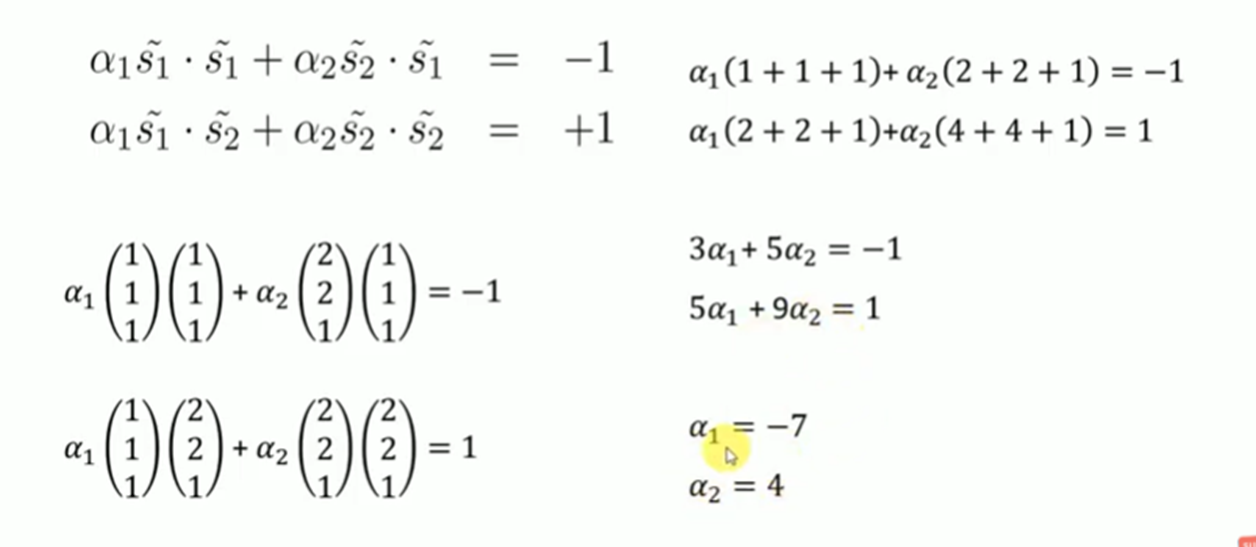 α₁s̃₁ · s̃₁ + α₂s̃₂ · s̃₁ = −1
α₁s̃₁ · s̃₂ + α₂s̃₂ · s̃₂ = +1
α₁ (1 1 1) (1 1 1) + α₂ (2 2 1) (1 1 1) = −1
α₁ (1 1 1) (2 2 1) + α₂ (2 2 1) (2 2 1) = 1
α₁(1 + 1 + 1)+ α₂(2 + 2 + 1) = −1
α₁(2 + 2 + 1)+α₂(4 + 4 + 1) = 1
3α₁+ 5α₂ = −1
5α₁ + 9α₂ = 1
α₁ = −7
α₂ = 4